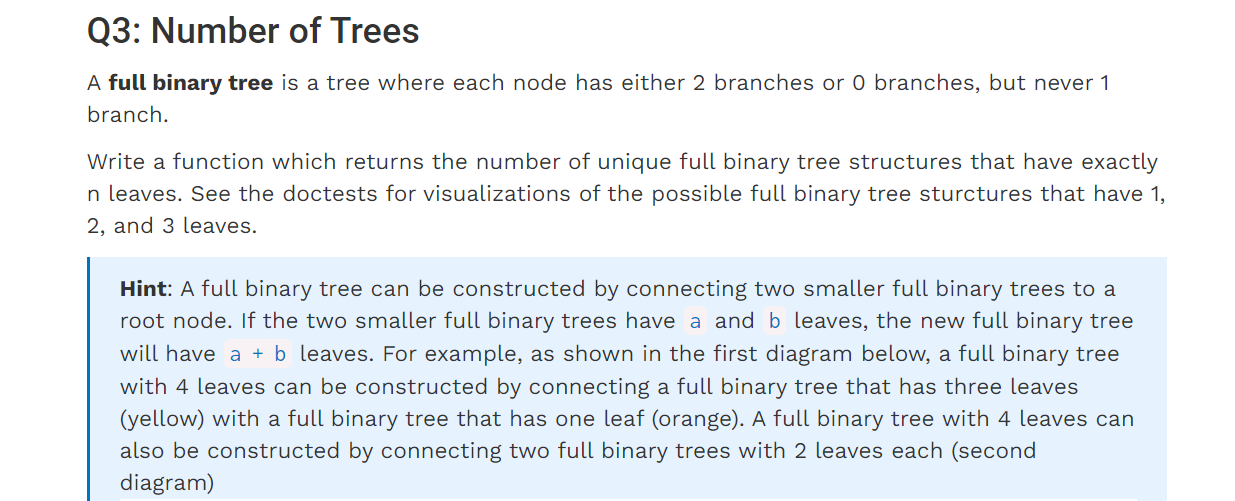 Q3: Number of Trees
A full binary tree is a tree where each node has either 2 branches or 0 branches, but never 1
branch.
Write a function which returns the number of unique full binary tree structures that have exactly
n leaves. See the doctests for visualizations of the possible full binary tree sturctures that have 1,
2, and 3 leaves.
Hint: A full binary tree can be constructed by connecting two smaller full binary trees to a
root node. If the two smaller full binary trees have a and b leaves, the new full binary tree
will have a + b leaves. For example, as shown in the first diagram below, a full binary tree
with 4 leaves can be constructed by connecting a full binary tree that has three leaves
(yellow) with a full binary tree that has one leaf (orange). A full binary tree with 4 leaves can
also be constructed by connecting two full binary trees with 2 leaves each (second
diagram)